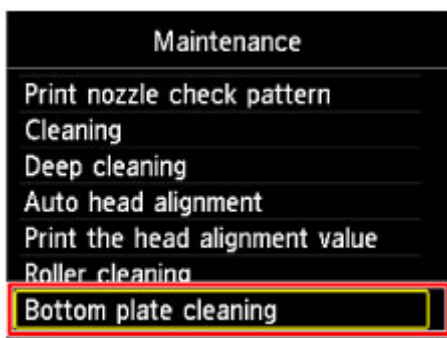 Maintenance
Print nozzle check pattern
Cleaning
Deep cleaning
Auto head alignment
Print the head alignment value
Roller cleaning
Bottom plate cleaning